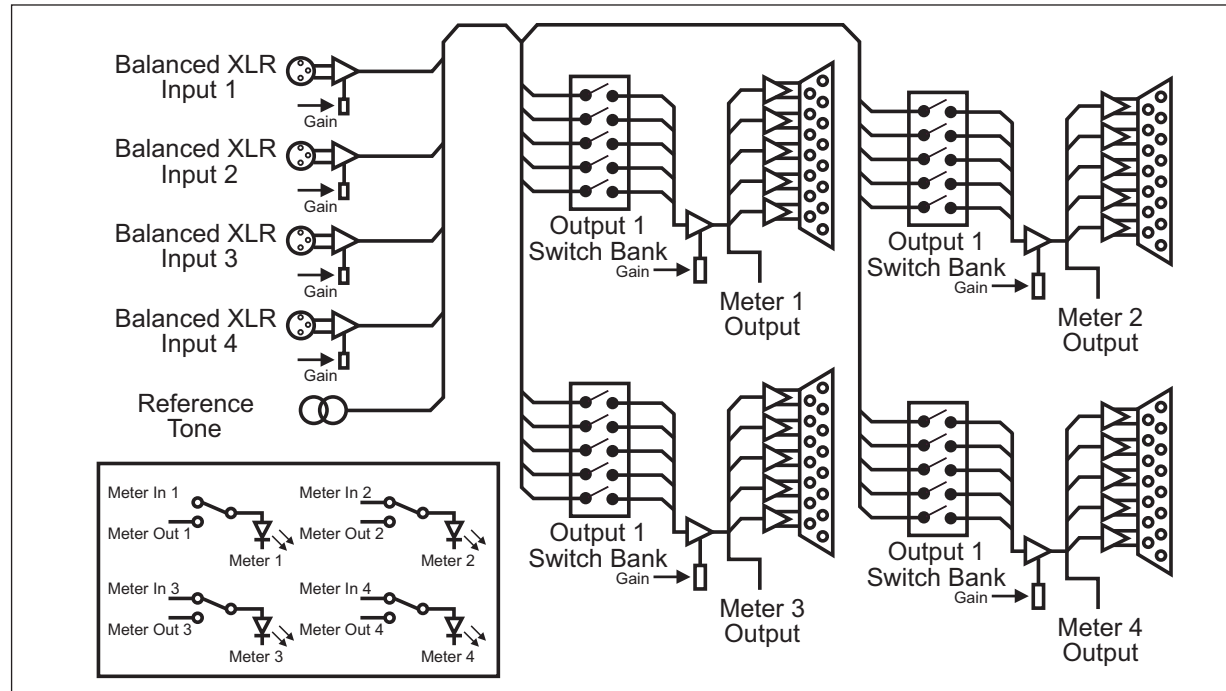 Balanced XLR
Input 1
Gain
Balanced XLR
Input 2
Gain
Balanced XLR
Input 3
Gain
Balanced XLR
Input 4
Gain
Reference
Tone
Output 1
Switch Bank
Gain
Meter 1
Output
Output 1
Switch Bank
Gain
Meter 2
Output
Output 1
Switch Bank
Gain
Meter 3
Output
Output 1
Switch Bank
Gain
Meter 4
Output
Meter In 1
Meter Out 1
Meter 1
Meter In 2
Meter Out 2
Meter 2
Meter In 3
Meter Out 3
Meter 3
Meter In 4
Meter Out 4
Meter 4